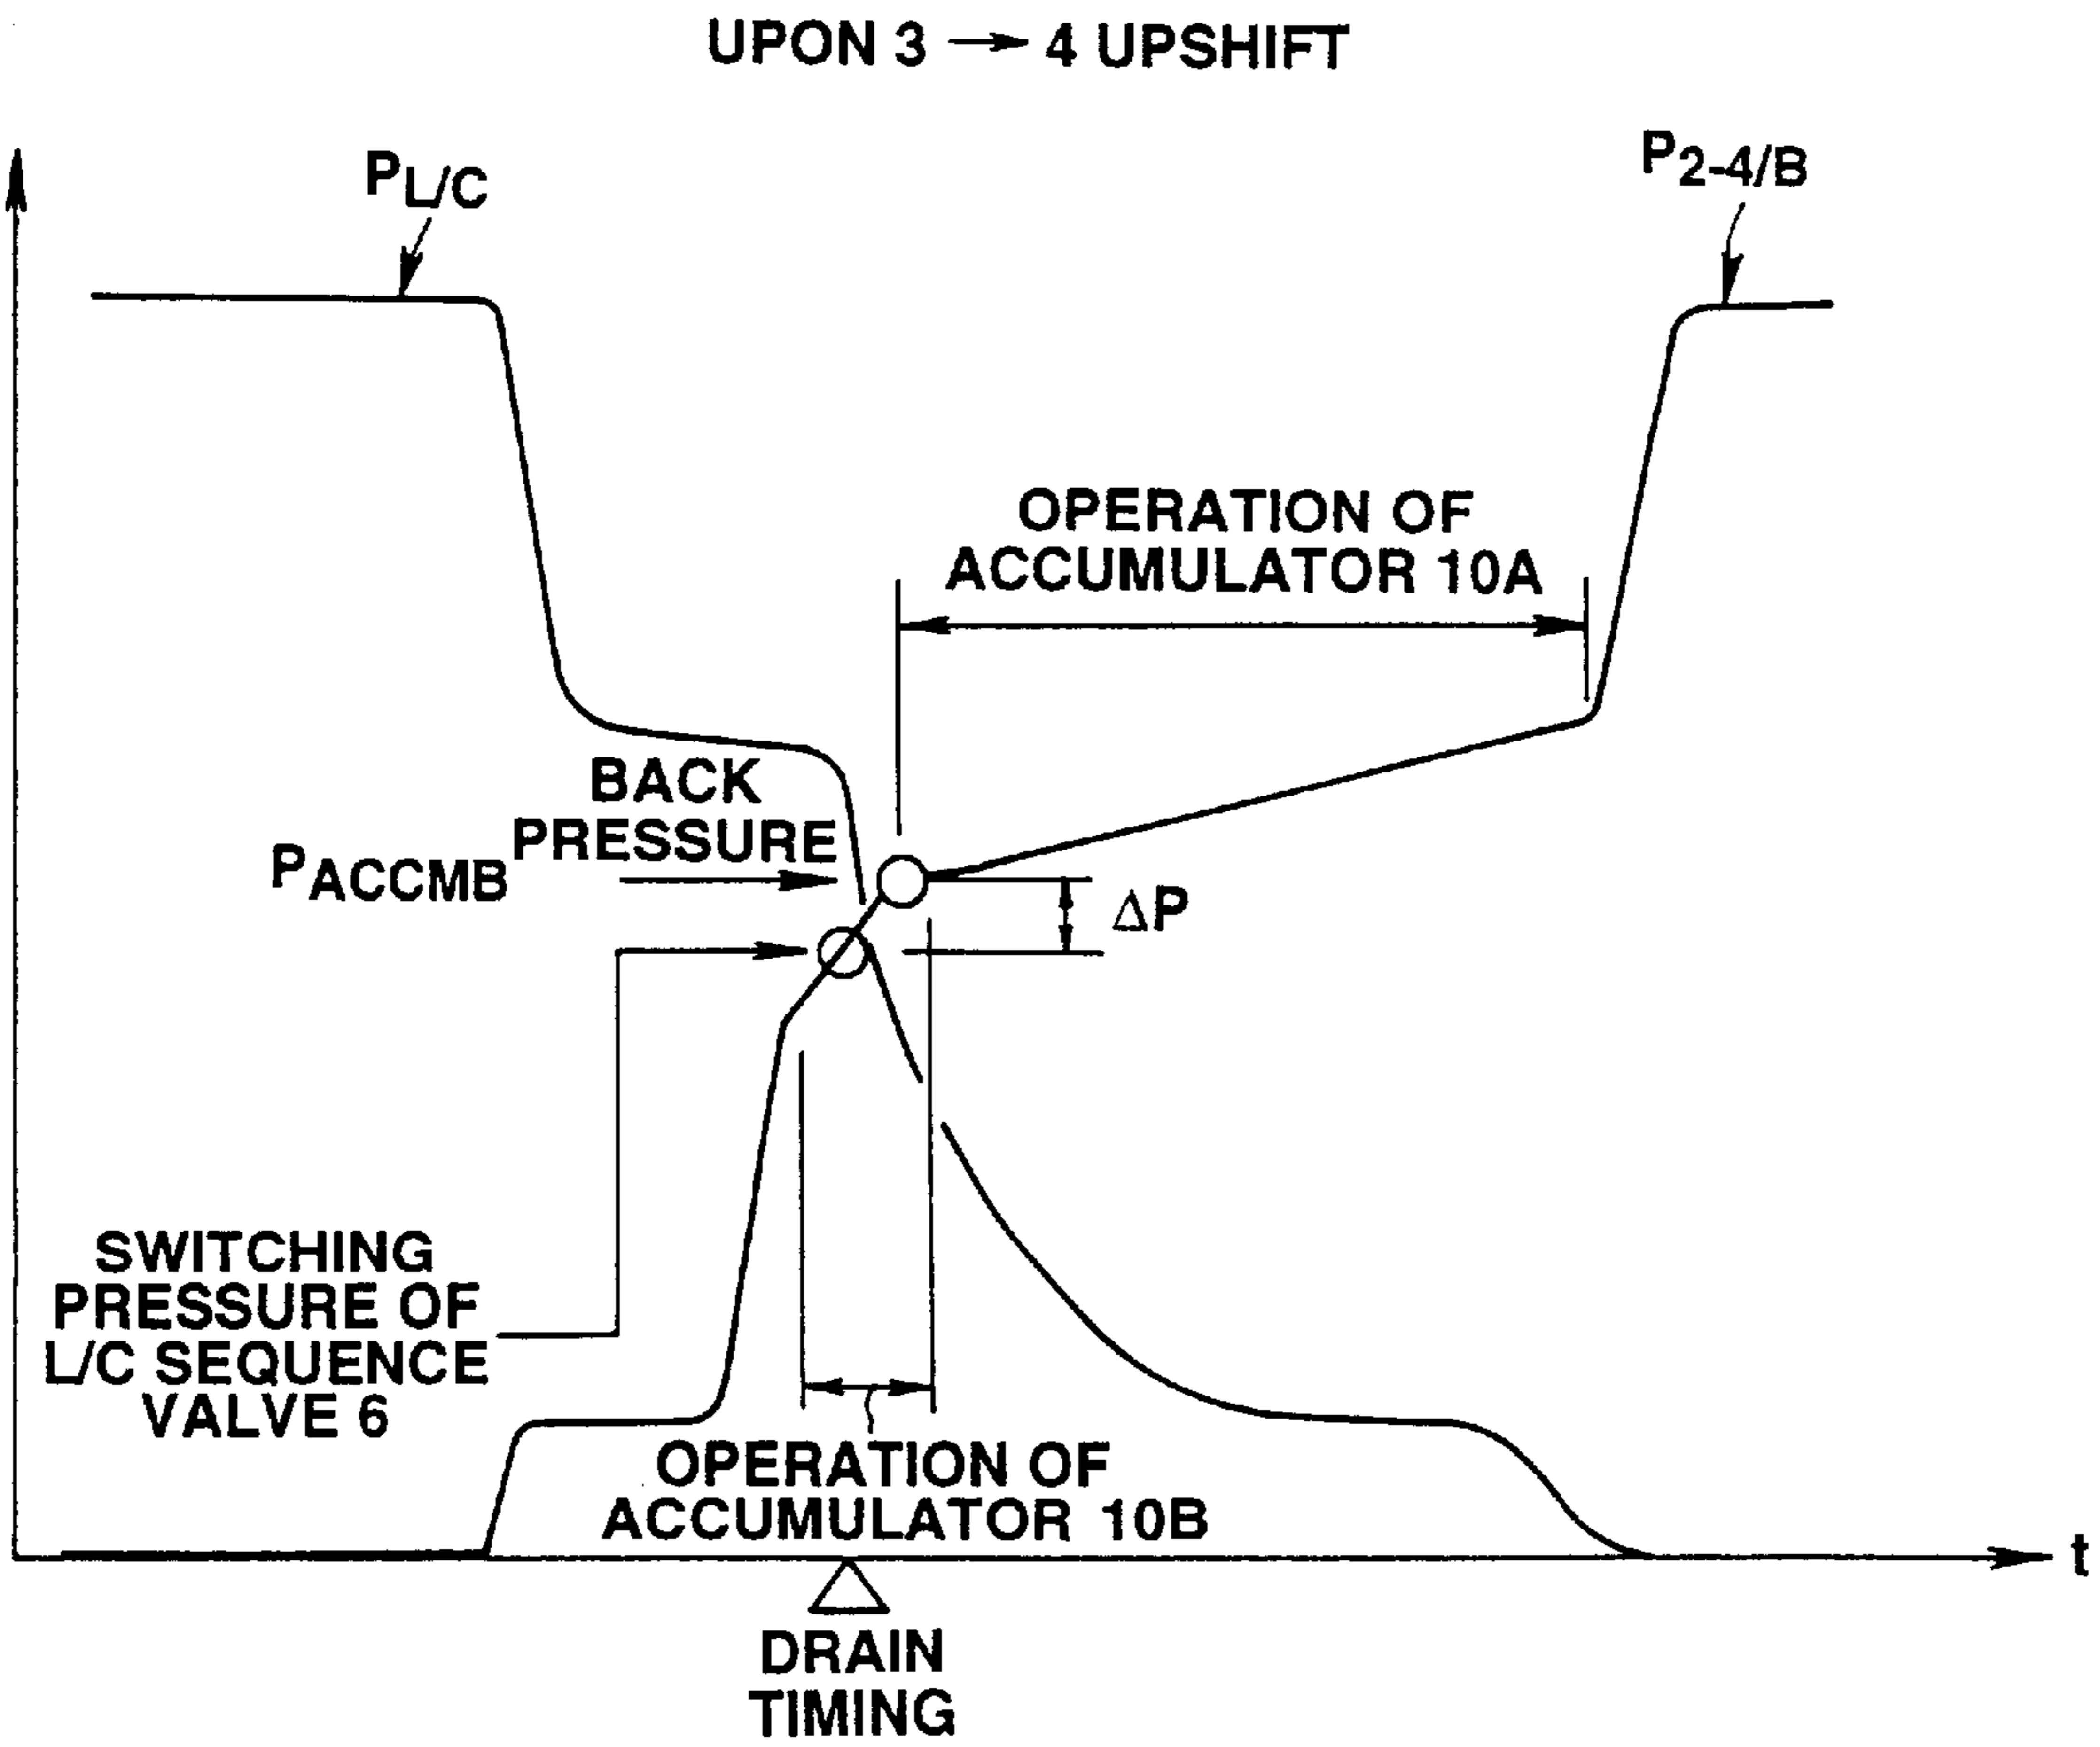 UPON 3 → 4 UPSHIFT
PL/C
P2-4/B
OPERATION OF
ACCUMULATOR 10A
BACK
PRESSURE
PACCMB
ΔP
SWITCHING
PRESSURE OF
L/C SEQUENCE
VALVE 6
OPERATION OF
ACCUMULATOR 10B
t
DRAIN
TIMING